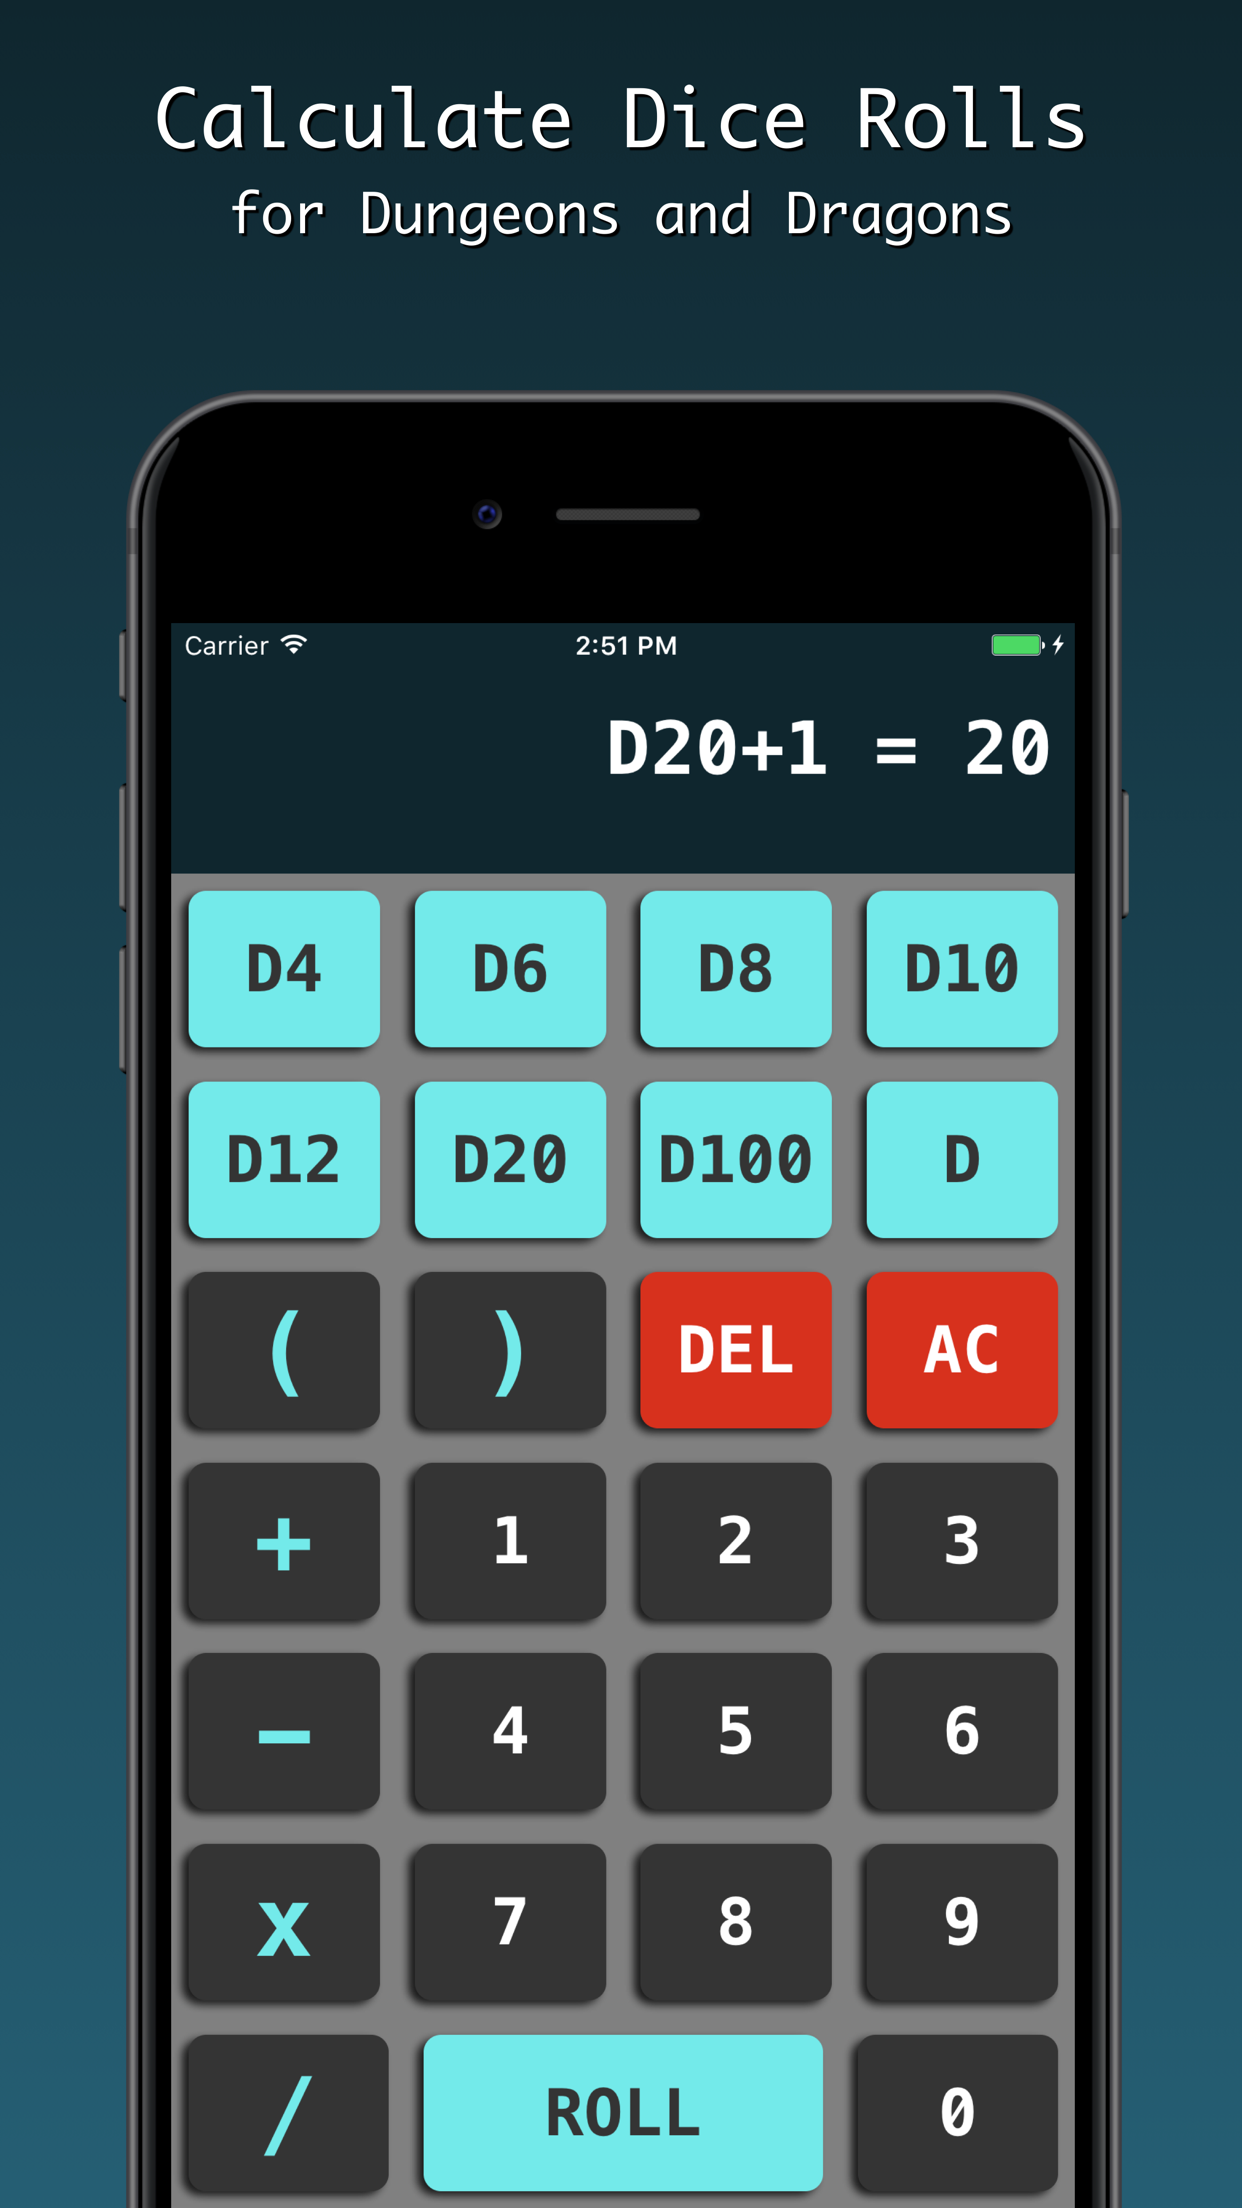 Calculate Dice Rolls
for Dungeons and Dragons
Carrier 2:51 PM
D20+1 = 20
D4 D6 D8 D10
D12 D20 D100 D
( ) DEL AC
+ 1 2 3
− 4 5 6
x 7 8 9
/ ROLL 0